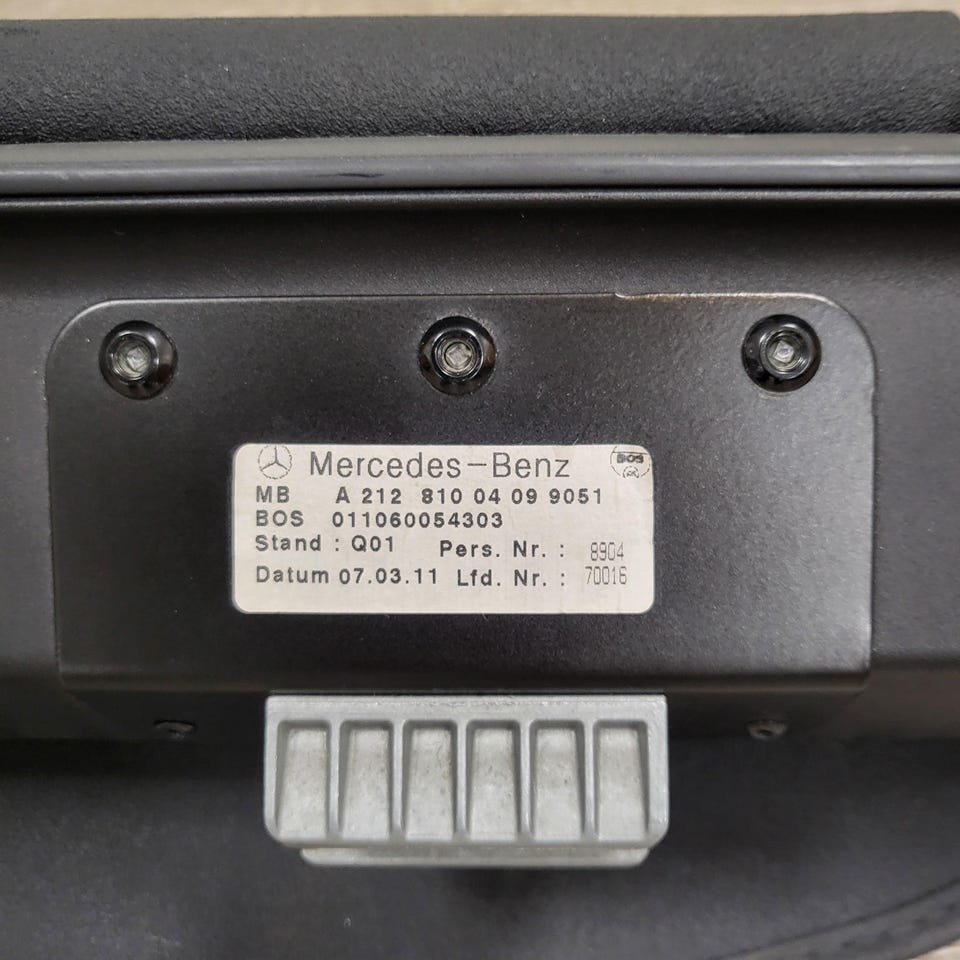 Mercedes-Benz BOS
MB A 212 810 04 09 9051
BOS 011060054303
Stand : Q01 Pers. Nr. : 8904
Datum 07.03.11 Lfd. Nr. : 70016